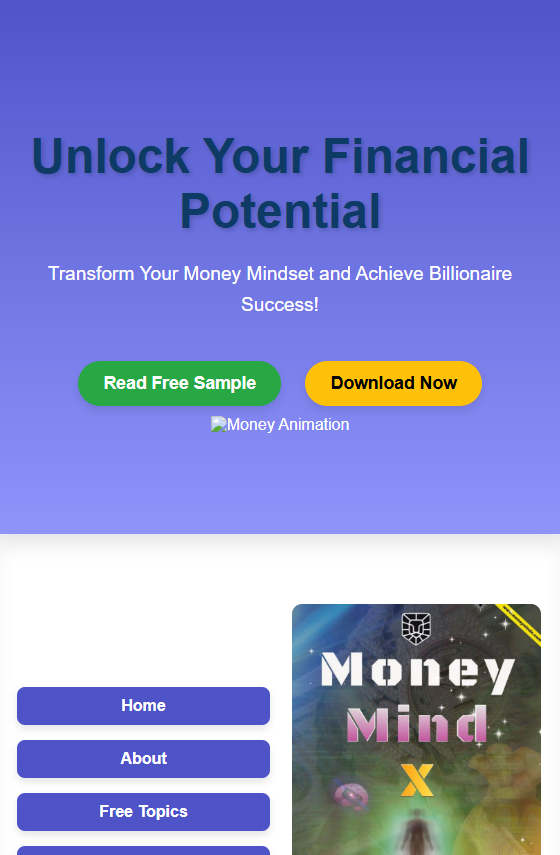 Unlock Your Financial
Potential
Transform Your Money Mindset and Achieve Billionaire
Success!
Read Free Sample
Download Now
Money Animation
Home
About
Free Topics
Money
Mind
X